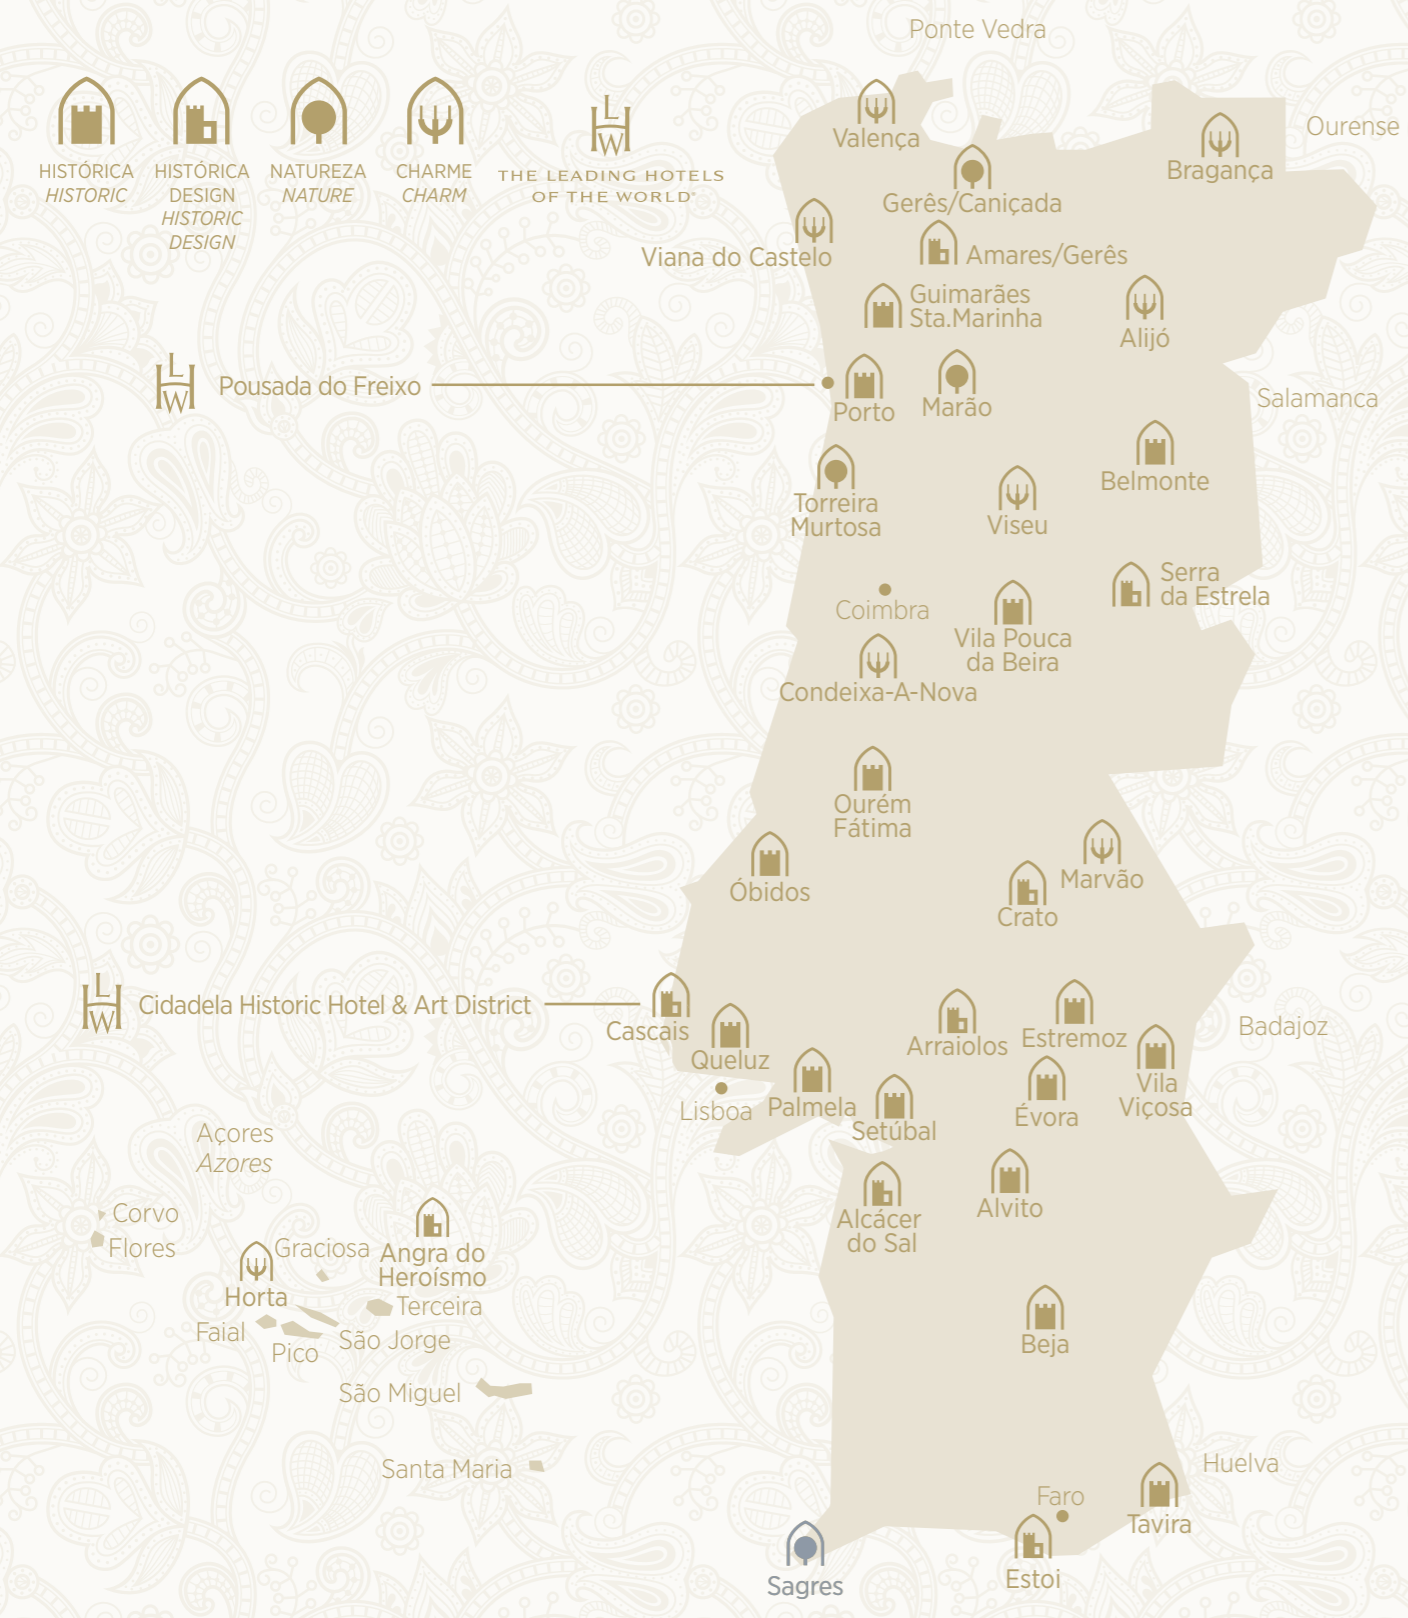 Ponte Vedra
HISTÓRICA
HISTORIC
HISTÓRICA
DESIGN
HISTORIC
DESIGN
NATUREZA
NATURE
CHARME
CHARM
LHW
THE LEADING HOTELS
OF THE WORLD®
Valença
Ourense
Bragança
Gerês/Caniçada
Viana do Castelo
Amares/Gerês
Guimarães
Sta.Marinha
Alijó
LHW
Pousada do Freixo
Porto
Marão
Salamanca
Belmonte
Torreira
Murtosa
Viseu
Serra
da Estrela
Coimbra
Vila Pouca
da Beira
Condeixa-A-Nova
Ourém
Fátima
Óbidos
Marvão
Crato
LHW
Cidadela Historic Hotel & Art District
Cascais
Queluz
Arraiolos
Estremoz
Badajoz
Vila
Viçosa
Lisboa
Palmela
Setúbal
Évora
Açores
Azores
Alcácer
do Sal
Alvito
Corvo
Flores
Graciosa
Angra do
Heroísmo
Horta
Terceira
Faial
Pico
São Jorge
Beja
São Miguel
Santa Maria
Huelva
Faro
Tavira
Sagres
Estoi